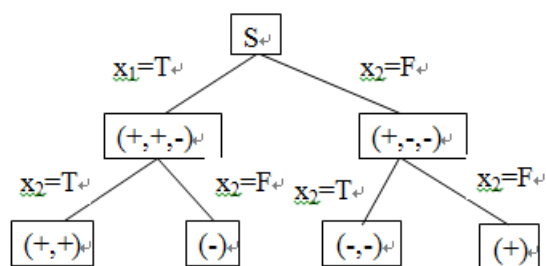 S↵
x₁=T↵ x₂=F↵
(+,+,-)↵ (+,-,-)↵
x₂=T↵ x₂=F↵ x₂=T↵ x₂=F↵
(+,+)↵ (-)↵ (-,-)↵ (+)↵